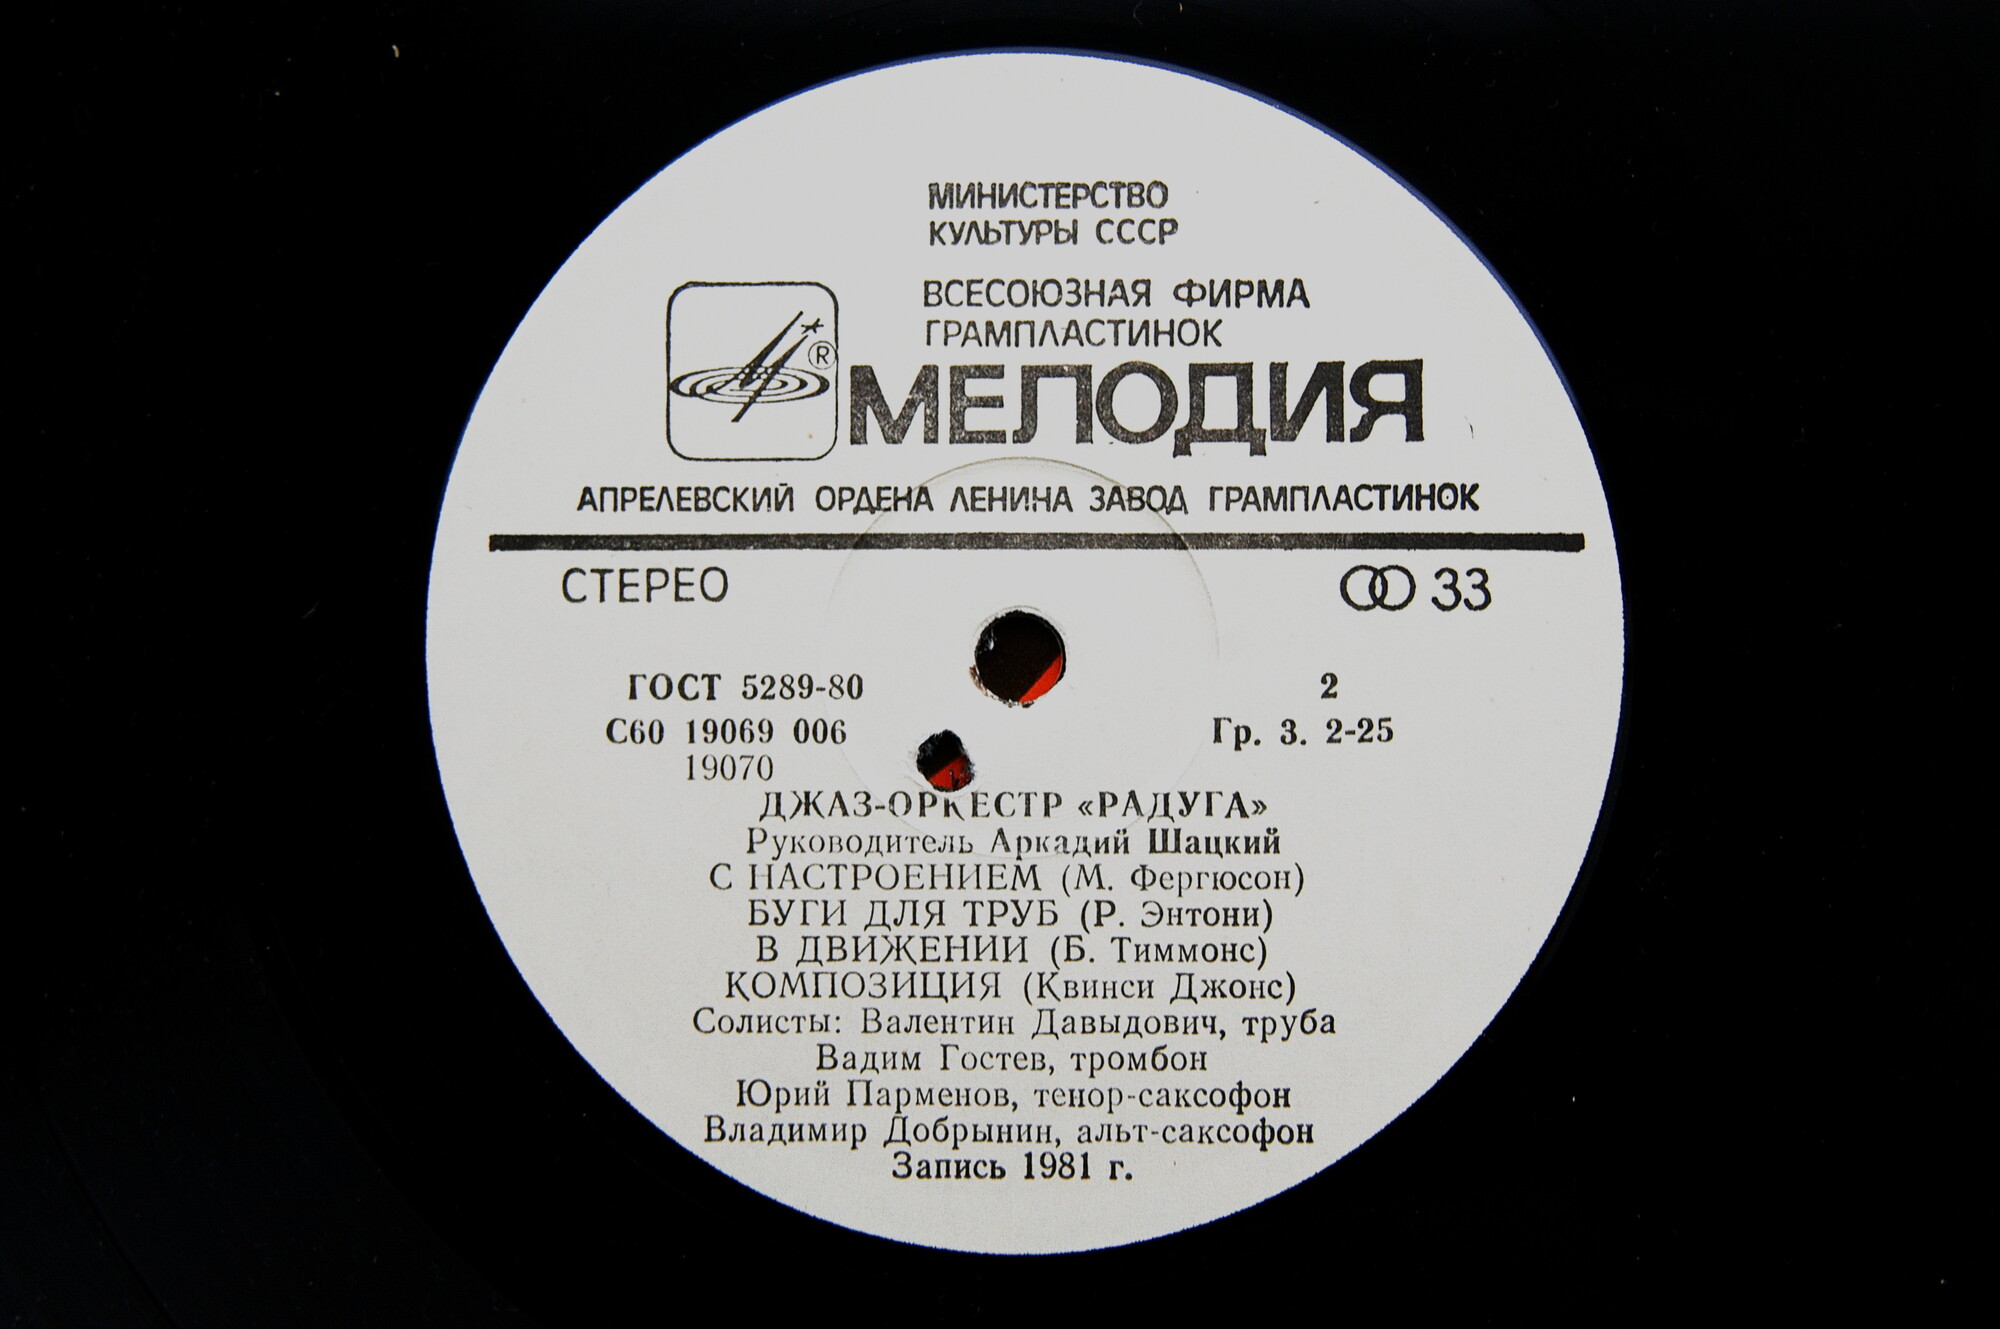 МИНИСТЕРСТВО
КУЛЬТУРЫ СССР
ВСЕСОЮЗНАЯ ФИРМА
ГРАМПЛАСТИНОК
®
МЕЛОДИЯ
АПРЕЛЕВСКИЙ ОРДЕНА ЛЕНИНА ЗАВОД ГРАМПЛАСТИНОК
СТЕРЕО 33
ГОСТ 5289-80 2
С60 19069 006 Гр. 3. 2-25
19070
ДЖАЗ-ОРКЕСТР «РАДУГА»
Руководитель Аркадий Шацкий
С НАСТРОЕНИЕМ (М. Фергюсон)
БУГИ ДЛЯ ТРУБ (Р. Энтони)
В ДВИЖЕНИИ (Б. Тиммонс)
КОМПОЗИЦИЯ (Квинси Джонс)
Солисты: Валентин Давыдович, труба
Вадим Гостев, тромбон
Юрий Парменов, тенор-саксофон
Владимир Добрынин, альт-саксофон
Запись 1981 г.